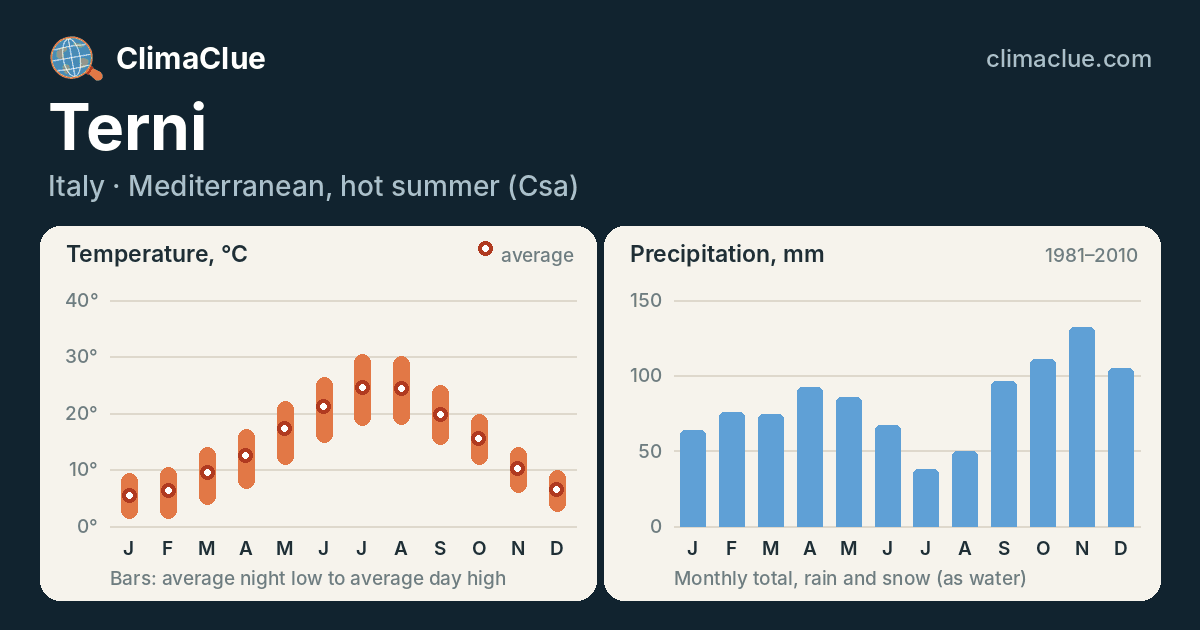 ClimaClue
climaclue.com
Terni
Italy · Mediterranean, hot summer (Csa)
Temperature, °C
average
40°
30°
20°
10°
0°
J F M A M J J A S O N D
Bars: average night low to average day high
Precipitation, mm
1981–2010
150
100
50
0
J F M A M J J A S O N D
Monthly total, rain and snow (as water)